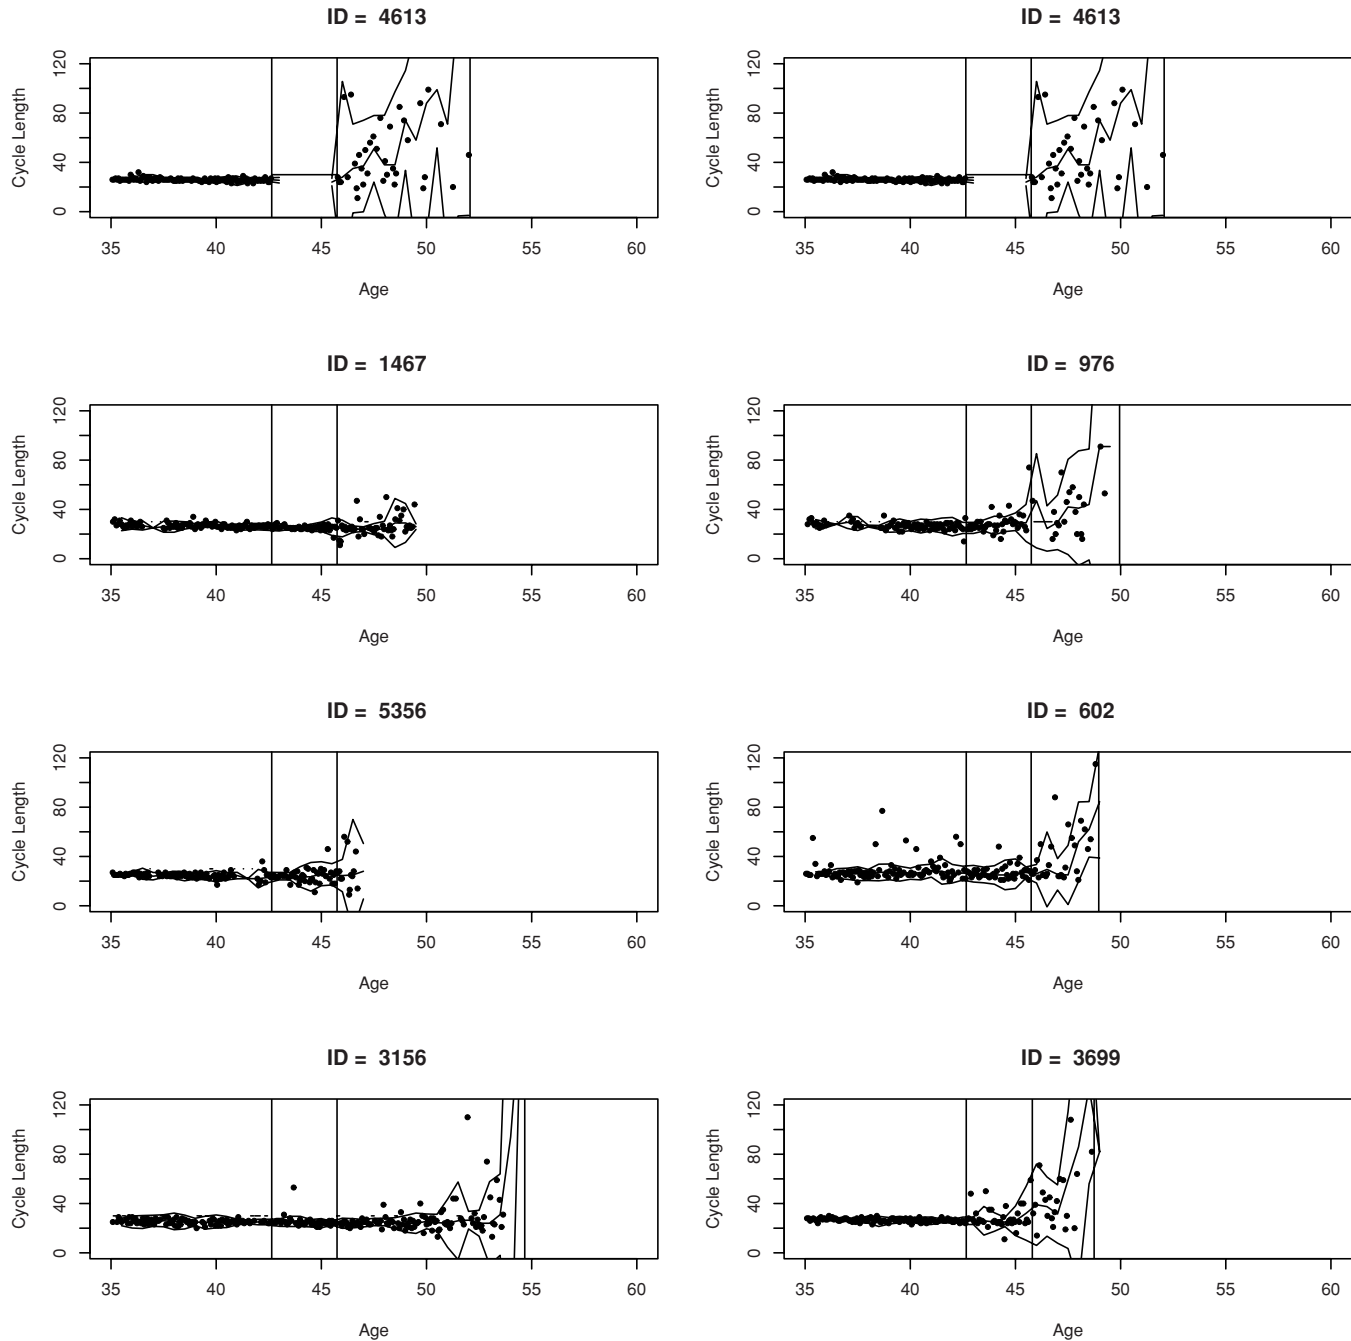 ID = 4613
ID = 4613
Cycle Length
0 40 80 120
35 40 45 50 55 60
Age
Cycle Length
0 40 80 120
35 40 45 50 55 60
Age
ID = 1467
ID = 976
Cycle Length
0 40 80 120
35 40 45 50 55 60
Age
Cycle Length
0 40 80 120
35 40 45 50 55 60
Age
ID = 5356
ID = 602
Cycle Length
0 40 80 120
35 40 45 50 55 60
Age
Cycle Length
0 40 80 120
35 40 45 50 55 60
Age
ID = 3156
ID = 3699
Cycle Length
0 40 80 120
35 40 45 50 55 60
Age
Cycle Length
0 40 80 120
35 40 45 50 55 60
Age